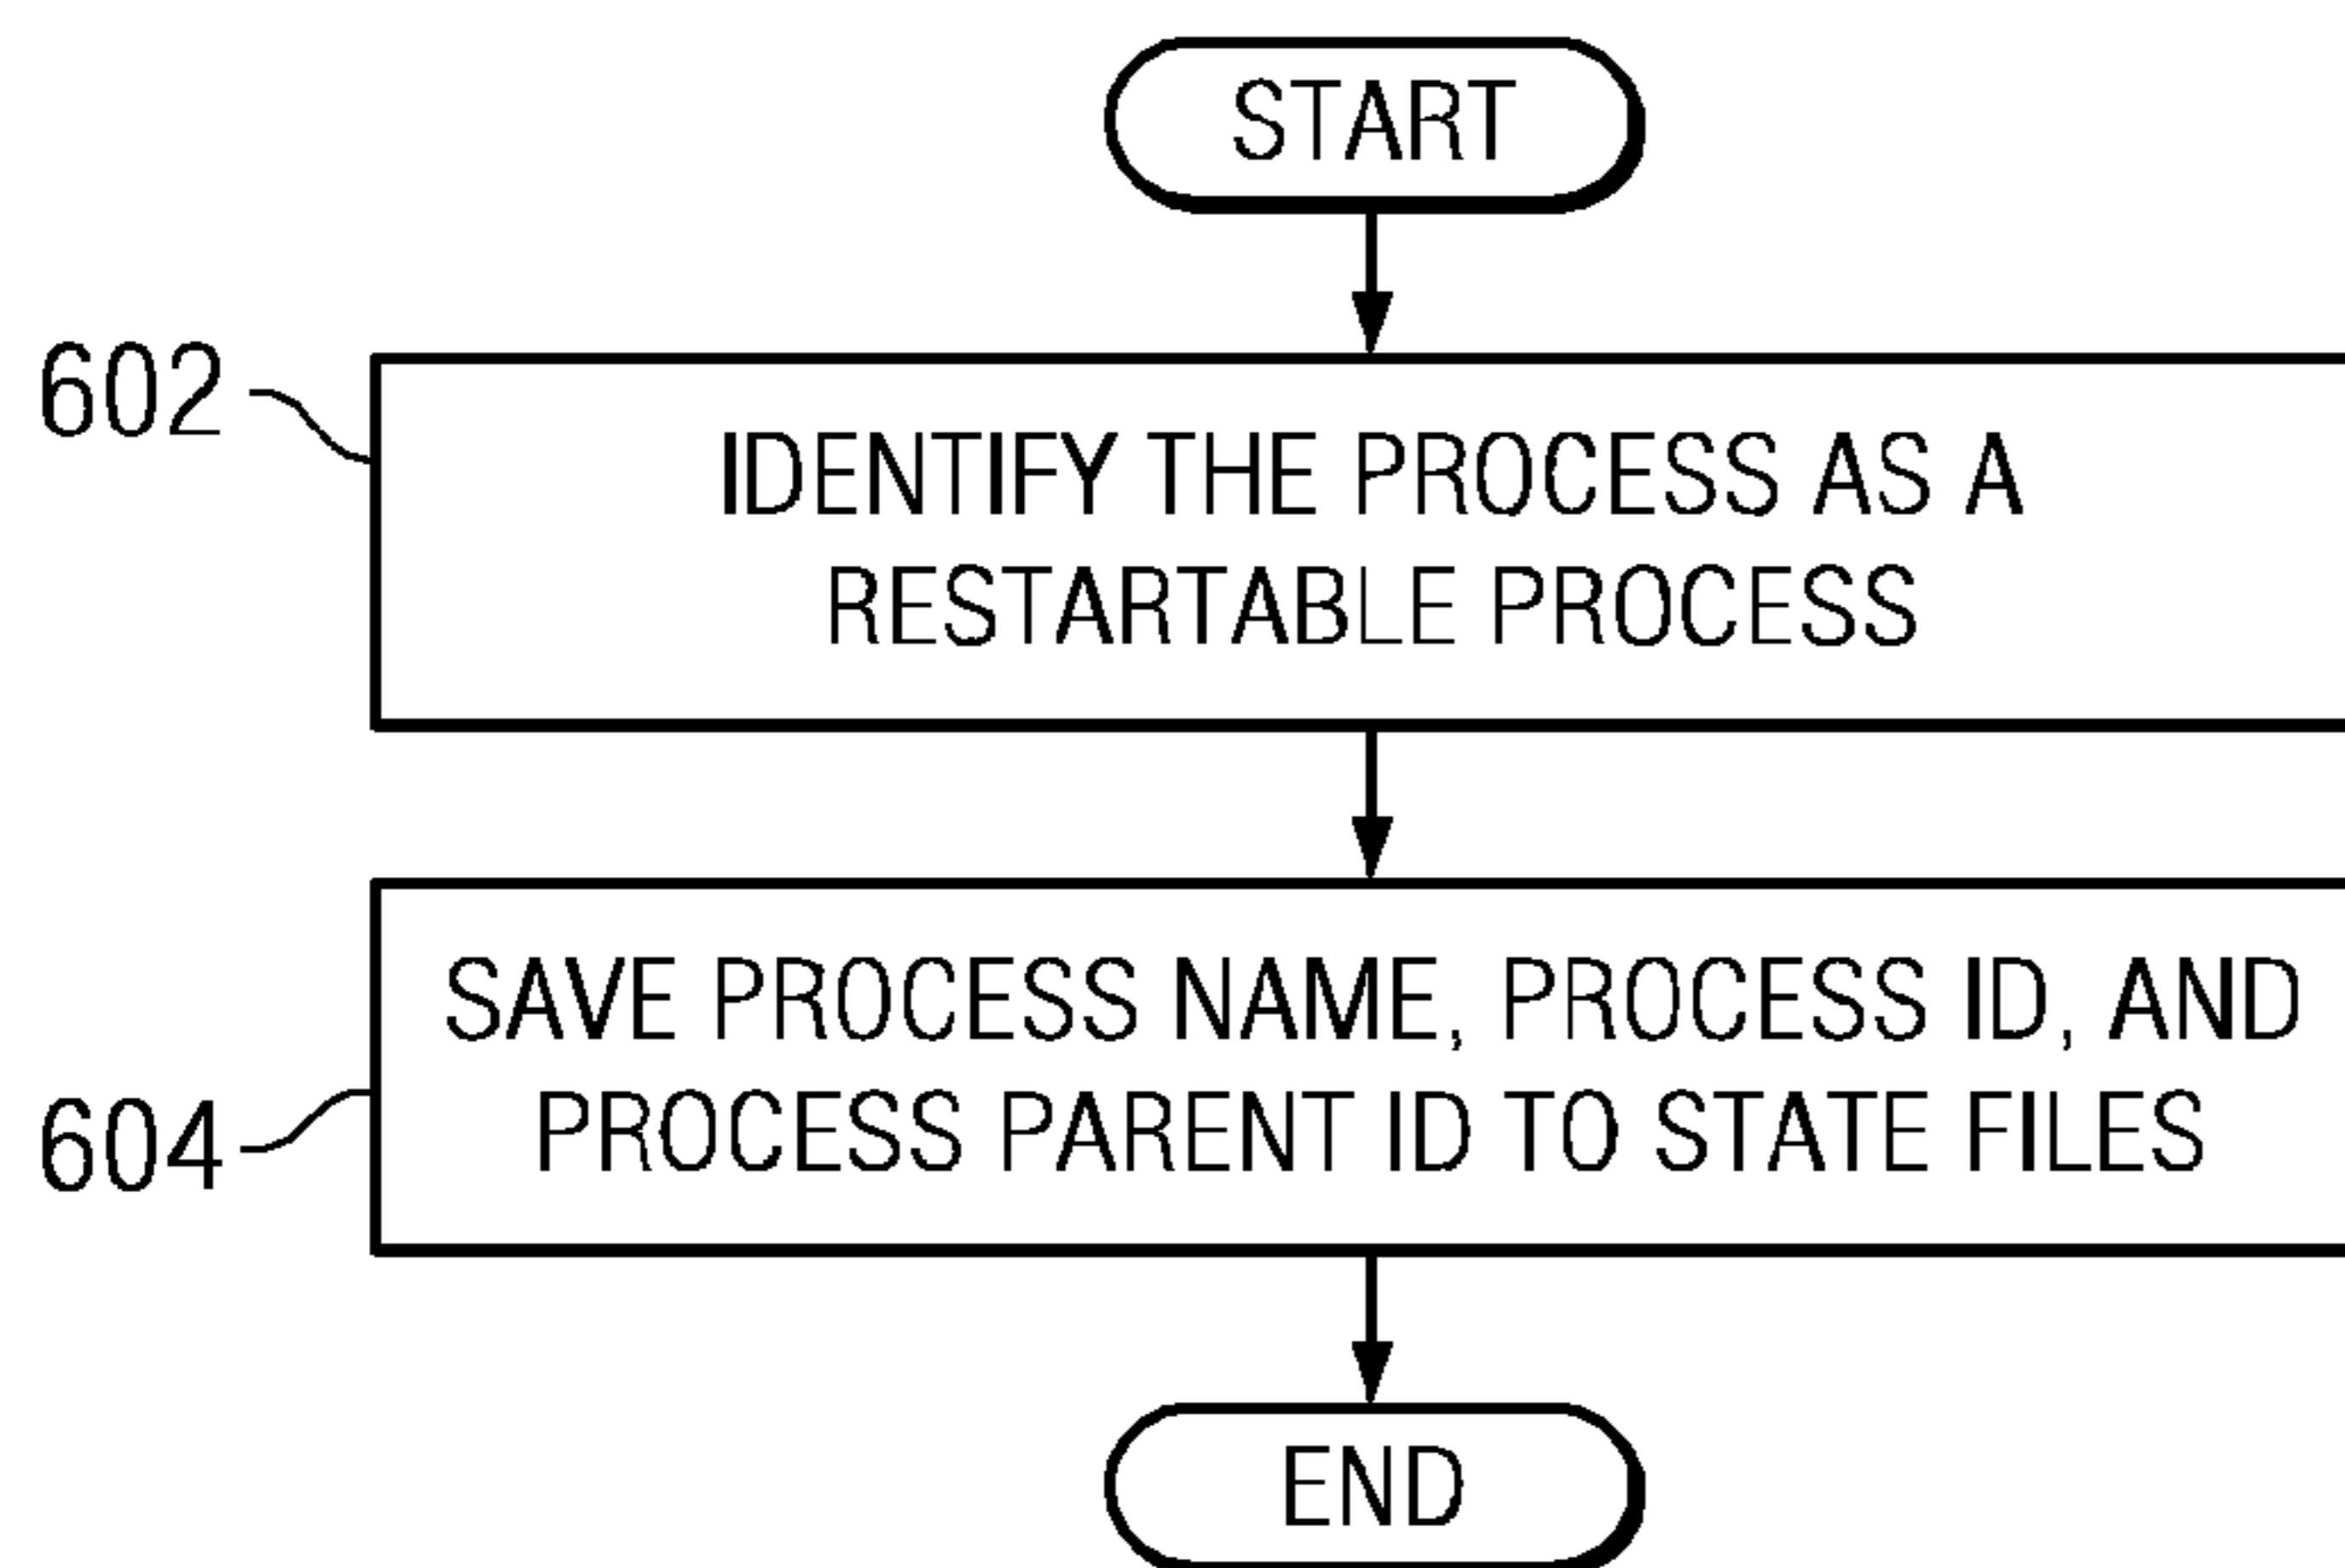 START
602
IDENTIFY THE PROCESS AS A
RESTARTABLE PROCESS
SAVE PROCESS NAME, PROCESS ID, AND
PROCESS PARENT ID TO STATE FILES
604
END